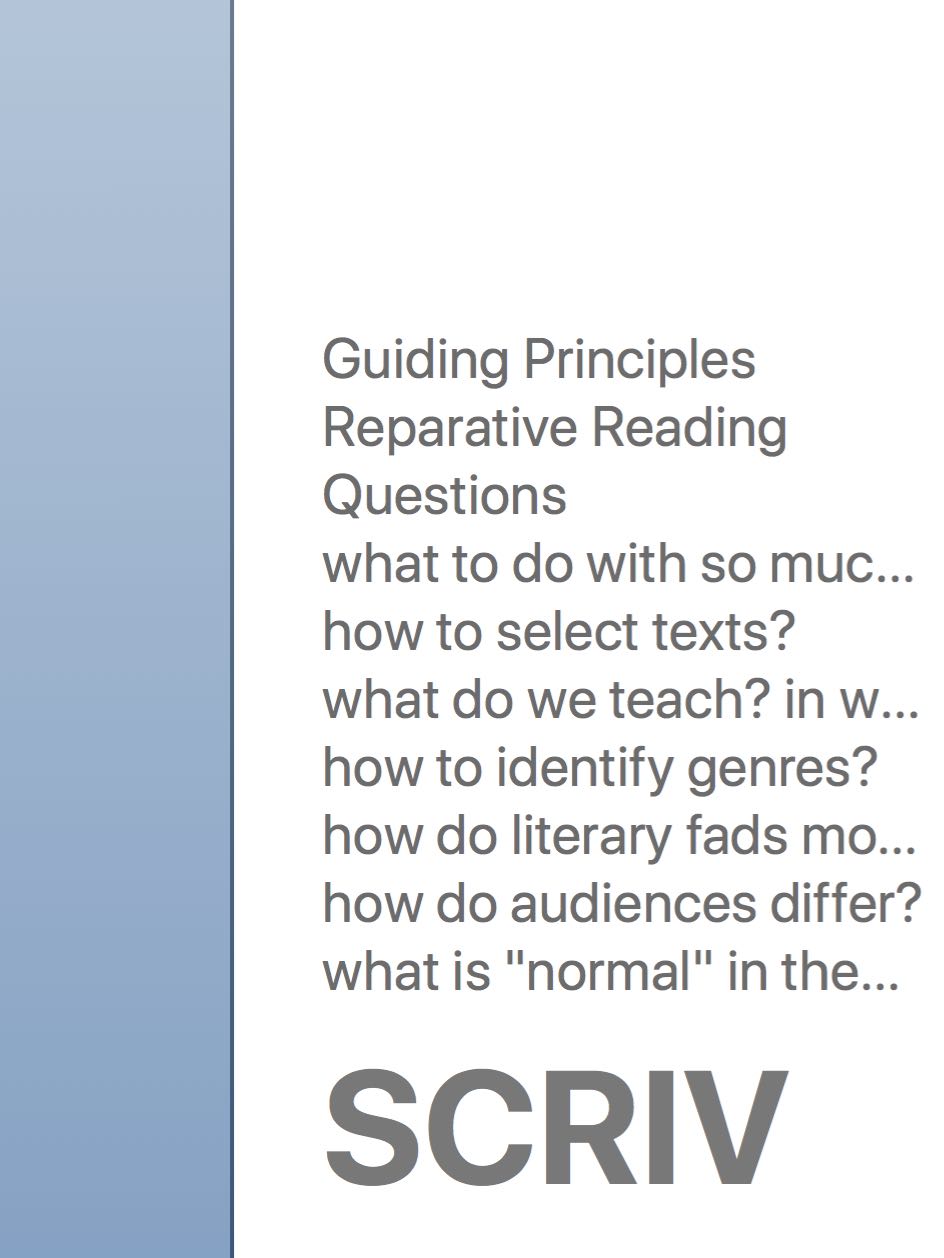 Guiding Principles
Reparative Reading
Questions
what to do with so muc...
how to select texts?
what do we teach? in w...
how to identify genres?
how do literary fads mo...
how do audiences differ?
what is "normal" in the...
SCRIV